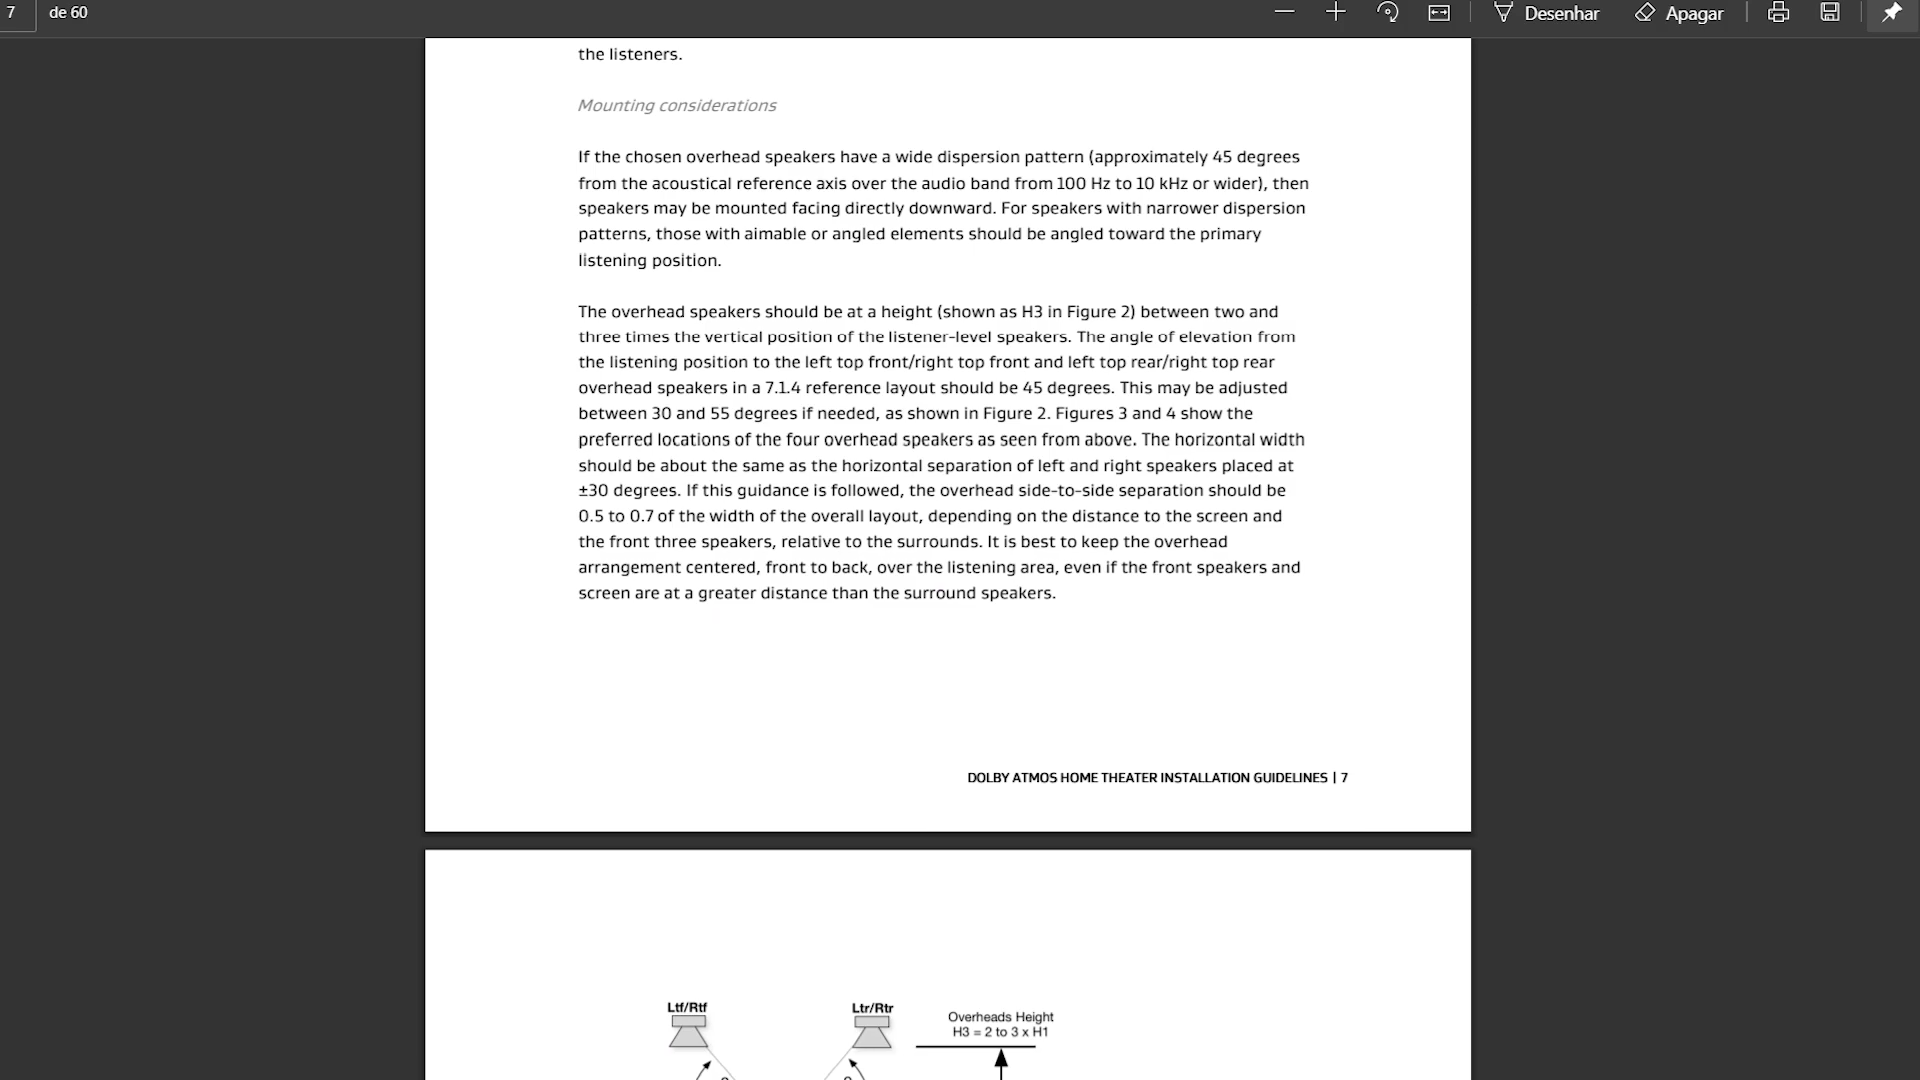 7 de 60 Desenhar Apagar
the listeners.
Mounting considerations
If the chosen overhead speakers have a wide dispersion pattern (approximately 45 degrees
from the acoustical reference axis over the audio band from 100 Hz to 10 kHz or wider), then
speakers may be mounted facing directly downward. For speakers with narrower dispersion
patterns, those with aimable or angled elements should be angled toward the primary
listening position.
The overhead speakers should be at a height (shown as H3 in Figure 2) between two and
three times the vertical position of the listener-level speakers. The angle of elevation from
the listening position to the left top front/right top front and left top rear/right top rear
overhead speakers in a 7.1.4 reference layout should be 45 degrees. This may be adjusted
between 30 and 55 degrees if needed, as shown in Figure 2. Figures 3 and 4 show the
preferred locations of the four overhead speakers as seen from above. The horizontal width
should be about the same as the horizontal separation of left and right speakers placed at
±30 degrees. If this guidance is followed, the overhead side-to-side separation should be
0.5 to 0.7 of the width of the overall layout, depending on the distance to the screen and
the front three speakers, relative to the surrounds. It is best to keep the overhead
arrangement centered, front to back, over the listening area, even if the front speakers and
screen are at a greater distance than the surround speakers.
DOLBY ATMOS HOME THEATER INSTALLATION GUIDELINES | 7
Ltf/Rtf
Ltr/Rtr
Overheads Height
H3 = 2 to 3 x H1